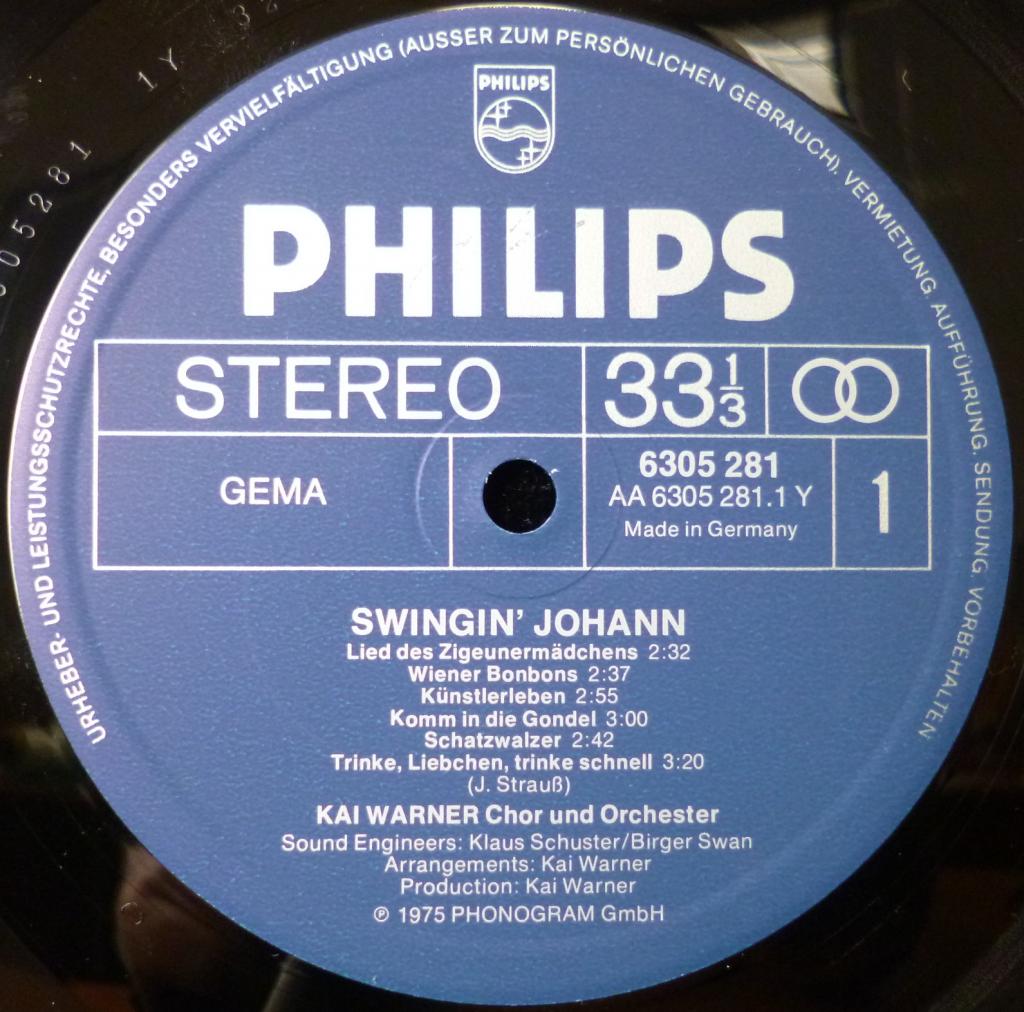 URHEBER- UND LEISTUNGSSCHUTZRECHTE, BESONDERS VERVIELFÄLTIGUNG (AUSSER ZUM PERSÖNLICHEN GEBRAUCH). VERMIETUNG. AUFFÜHRUNG. SENDUNG. VORBEHALTEN
PHILIPS
PHILIPS
STEREO
33 1/3
GEMA
6305 281
AA 6305 281.1 Y
Made in Germany
1
SWINGIN' JOHANN
Lied des Zigeunermädchens 2:32
Wiener Bonbons 2:37
Künstlerleben 2:55
Komm in die Gondel 3:00
Schatzwalzer 2:42
Trinke, Liebchen, trinke schnell 3:20
(J. Strauß)
KAI WARNER Chor und Orchester
Sound Engineers: Klaus Schuster/Birger Swan
Arrangements: Kai Warner
Production: Kai Warner
℗ 1975 PHONOGRAM GmbH
05281 1Y